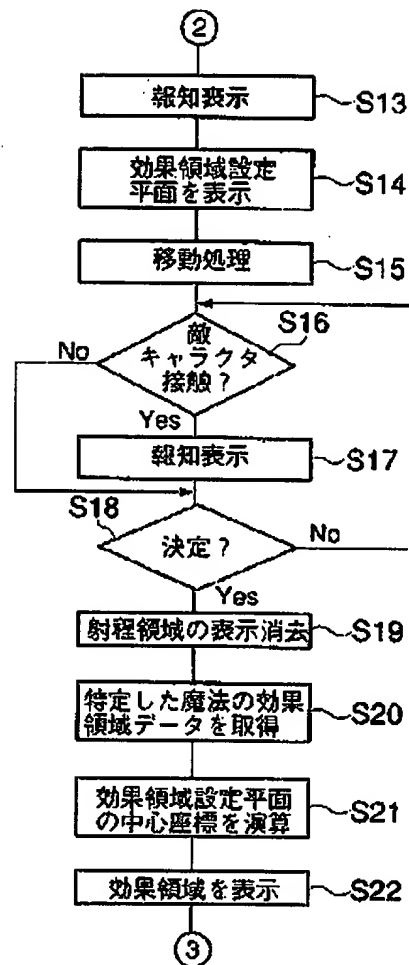 ②
報知表示
S13
効果領域設定
平面を表示
S14
移動処理
S15
敵
キャラクタ
接触?
S16
No
Yes
報知表示
S17
S18
決定?
No
Yes
射程領域の表示消去
S19
特定した魔法の効果
領域データを取得
S20
効果領域設定平面
の中心座標を演算
S21
効果領域を表示
S22
③